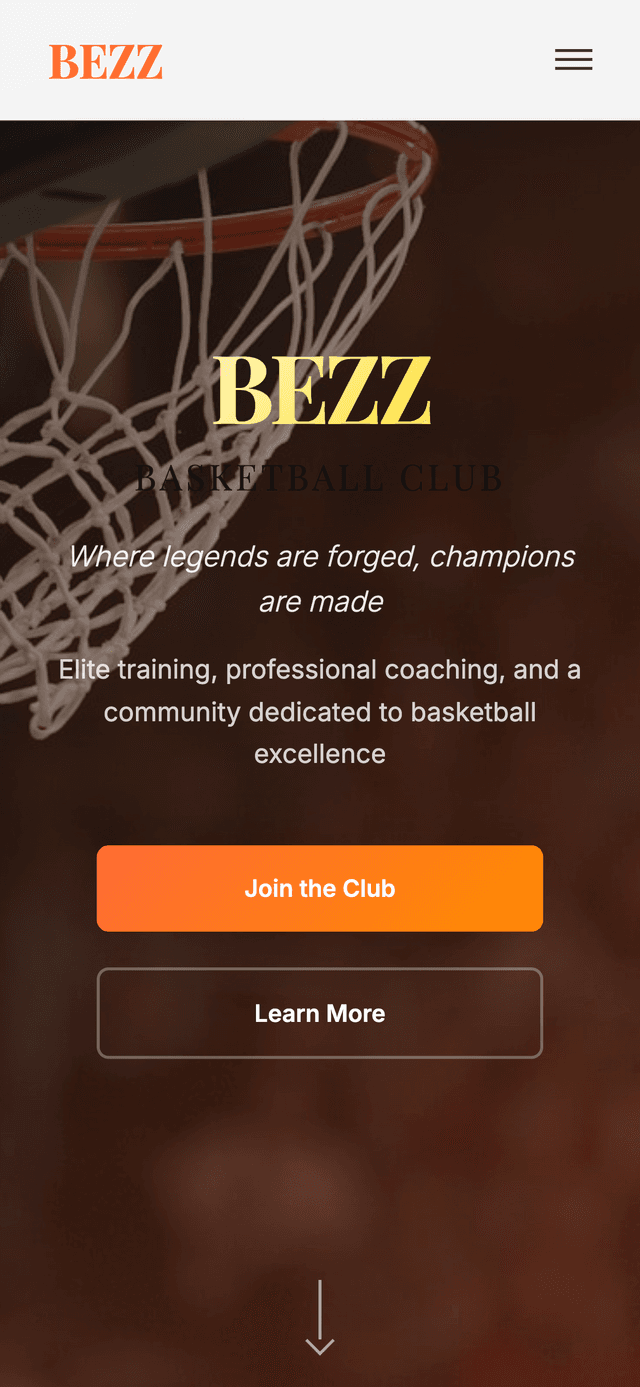 BEZZ
BEZZ
BASKETBALL CLUB
Where legends are forged, champions
are made
Elite training, professional coaching, and a
community dedicated to basketball
excellence
Join the Club
Learn More